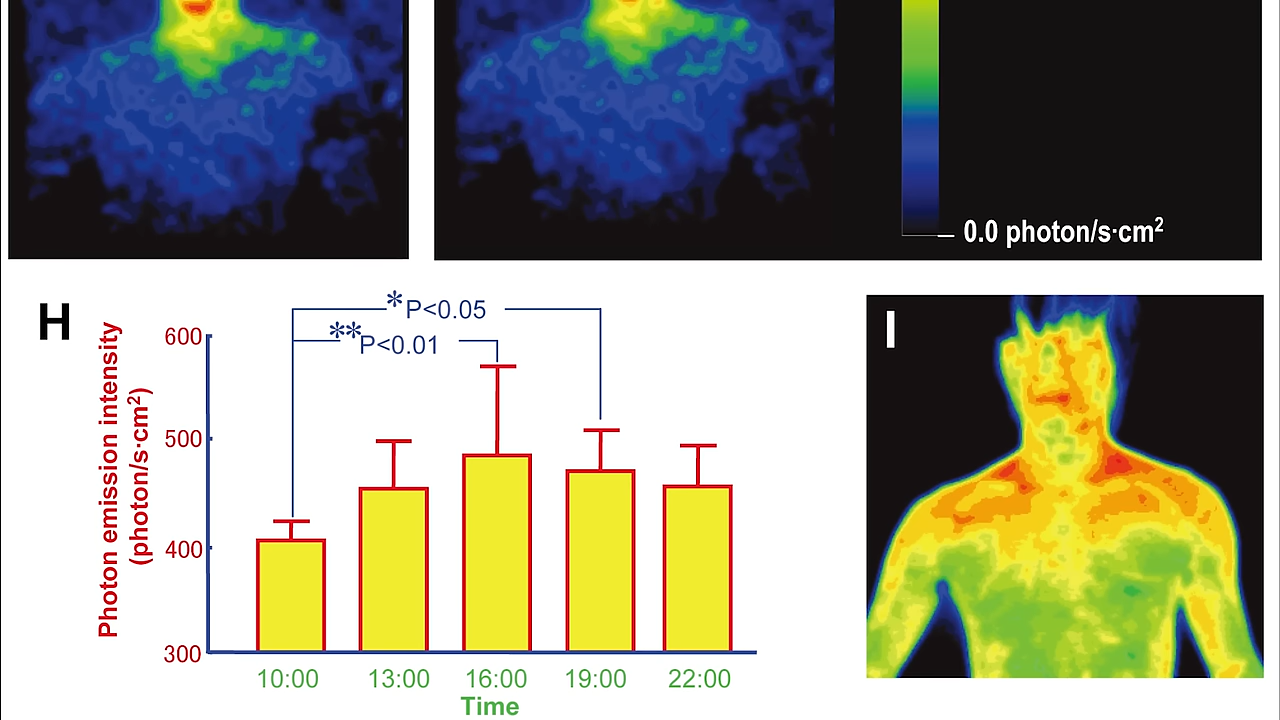 0.0 photon/s·cm²
H
I
Photon emission intensity
(photon/s·cm²)
*P<0.05
**P<0.01
600
500
400
300
10:00 13:00 16:00 19:00 22:00
Time